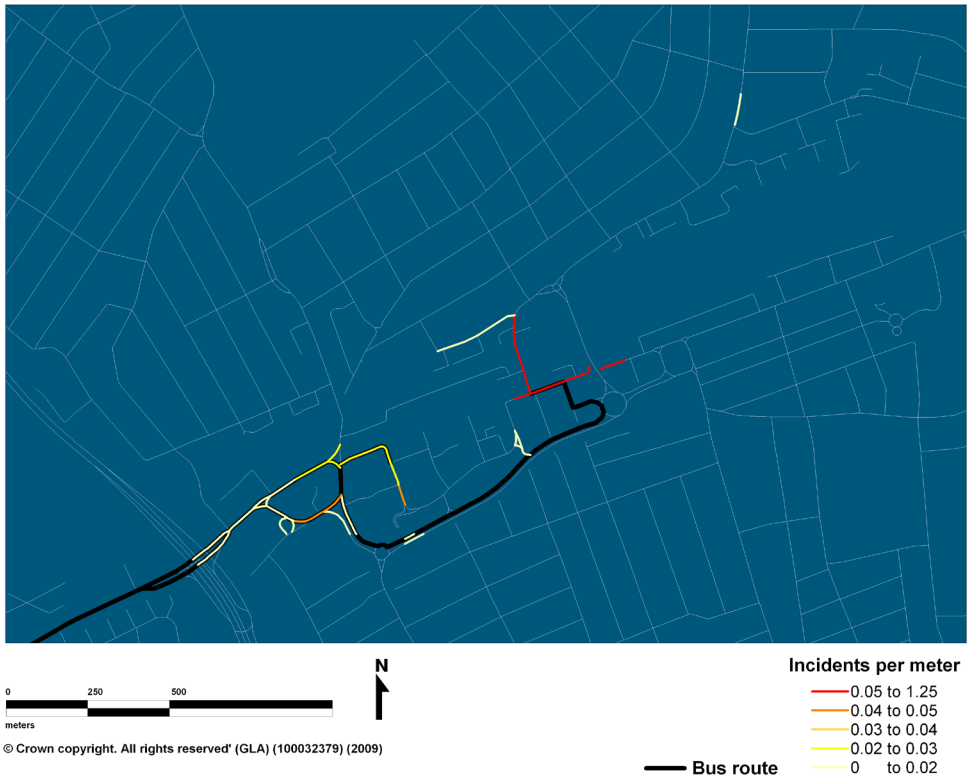 0 250 500
meters
© Crown copyright. All rights reserved' (GLA) (100032379) (2009)
N
Incidents per meter
0.05 to 1.25
0.04 to 0.05
0.03 to 0.04
0.02 to 0.03
0 to 0.02
Bus route